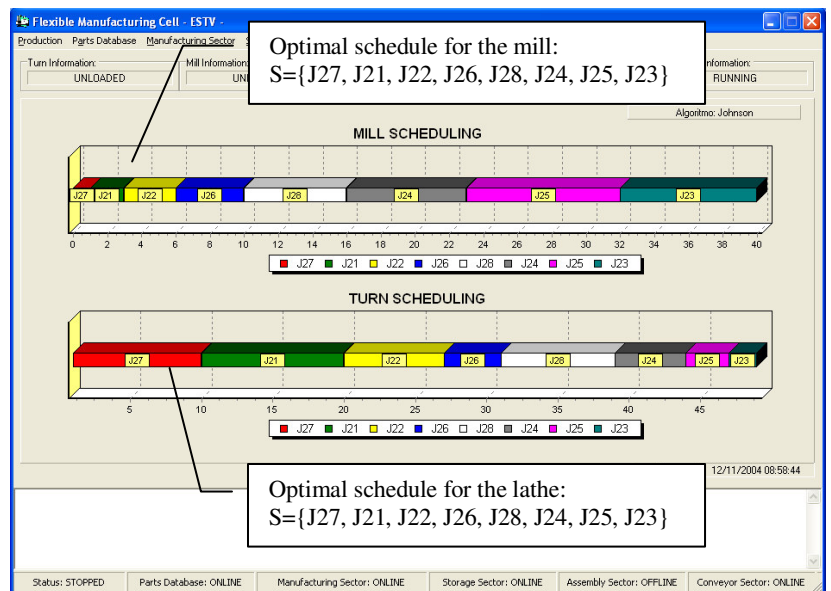 Flexible Manufacturing Cell - ESTV -
Production Parts Database Manufacturing Sector
Optimal schedule for the mill:
S={J27, J21, J22, J26, J28, J24, J25, J23}
Turn Information:
UNLOADED
Mill Information:
RUNNING
Algoritmo: Johnson
MILL SCHEDULING
J27 J21 J22 J26 J28 J24 J25 J23
0 2 4 6 8 10 12 14 16 18 20 22 24 26 28 30 32 34 36 38 40
J27 J21 J22 J26 J28 J24 J25 J23
TURN SCHEDULING
J27 J21 J22 J26 J28 J24 J25 J23
5 10 15 20 25 30 35 40 45
J27 J21 J22 J26 J28 J24 J25 J23
12/11/2004 08:58:44
Optimal schedule for the lathe:
S={J27, J21, J22, J26, J28, J24, J25, J23}
Status: STOPPED Parts Database: ONLINE Manufacturing Sector: ONLINE Storage Sector: ONLINE Assembly Sector: OFFLINE Conveyor Sector: ONLINE